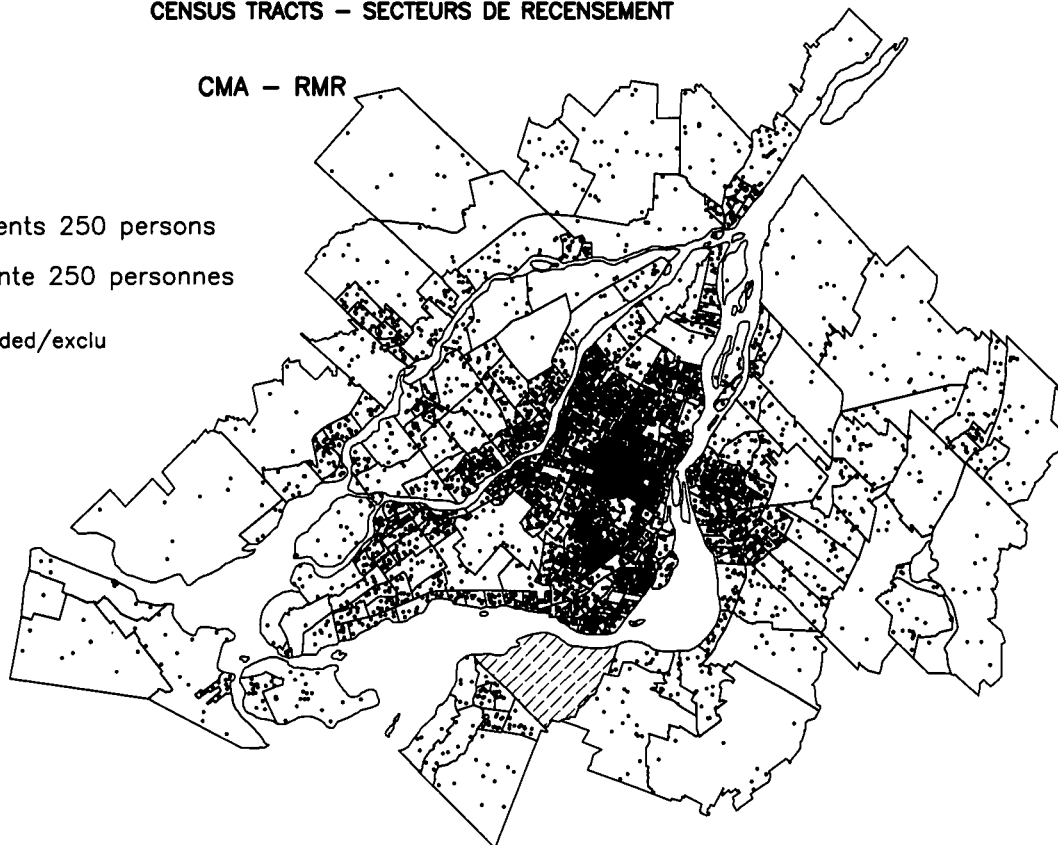 CENSUS TRACTS – SECTEURS DE RECENSEMENT
CMA – RMR
ents 250 persons
nte 250 personnes
ded/exclu